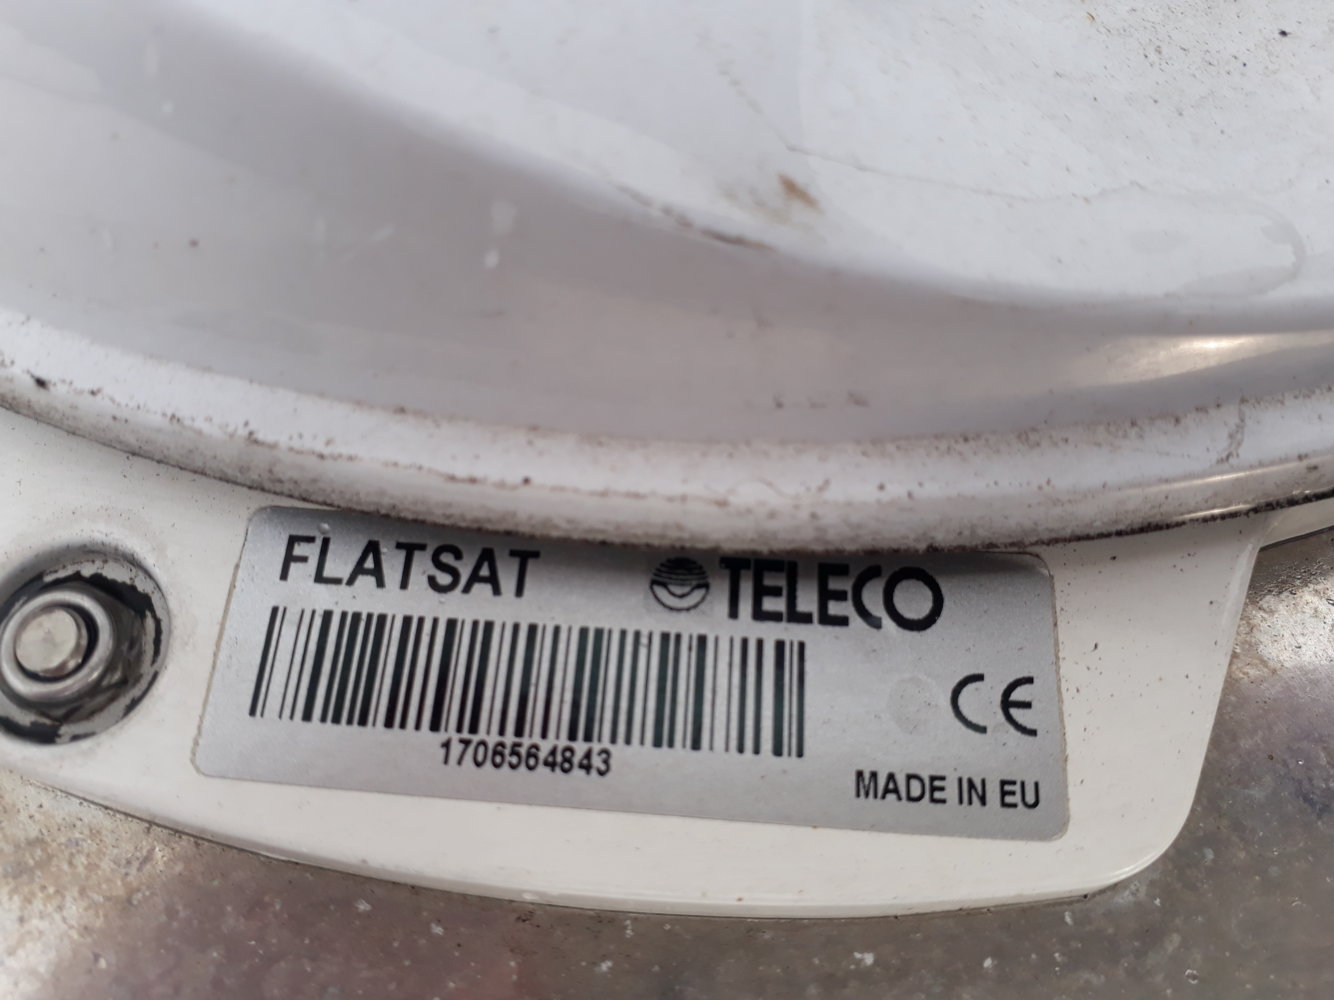 FLATSAT TELECO
1706564843
CE
MADE IN EU